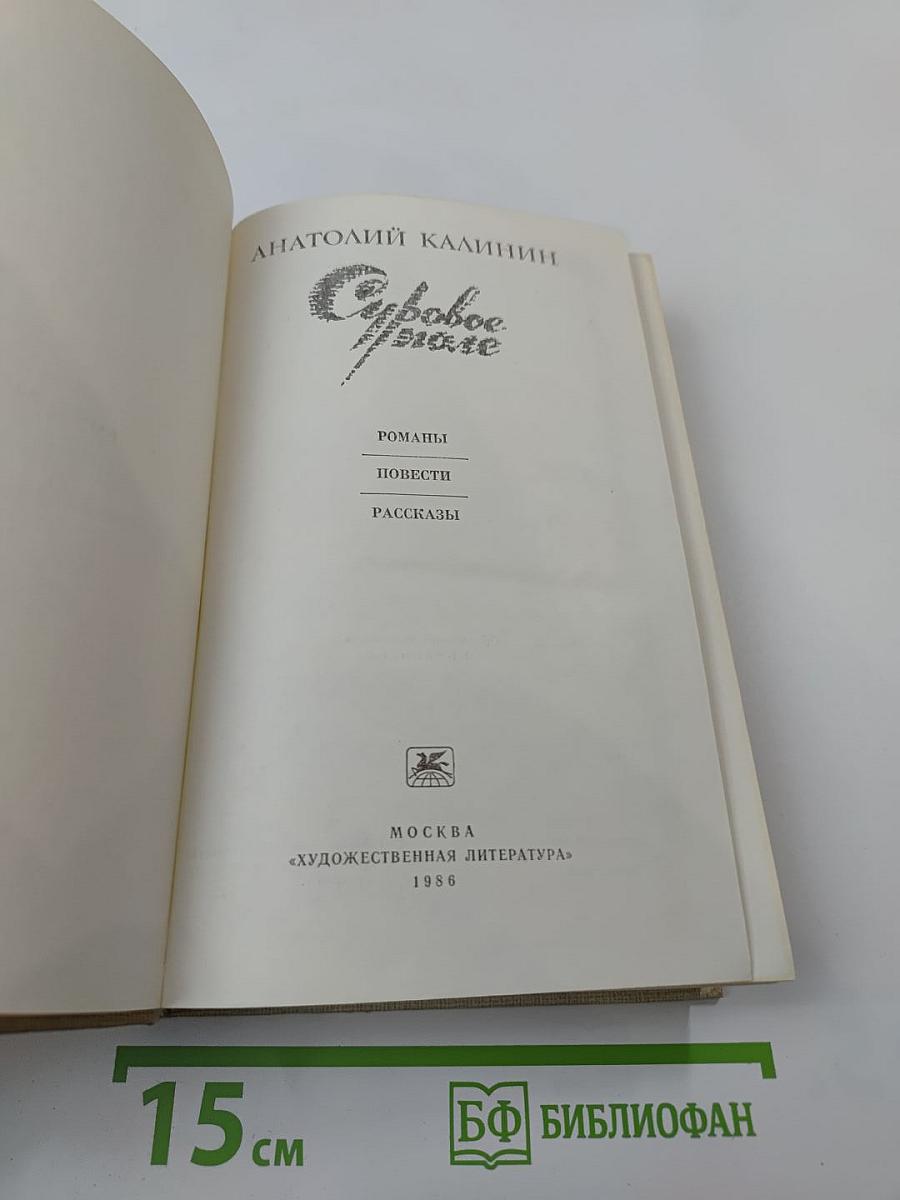 АНАТОЛИЙ КАЛИНИН
Суровое
поле
РОМАНЫ
ПОВЕСТИ
РАССКАЗЫ
МОСКВА
«ХУДОЖЕСТВЕННАЯ ЛИТЕРАТУРА»
1986
15 см
БФ БИБЛИОФАН